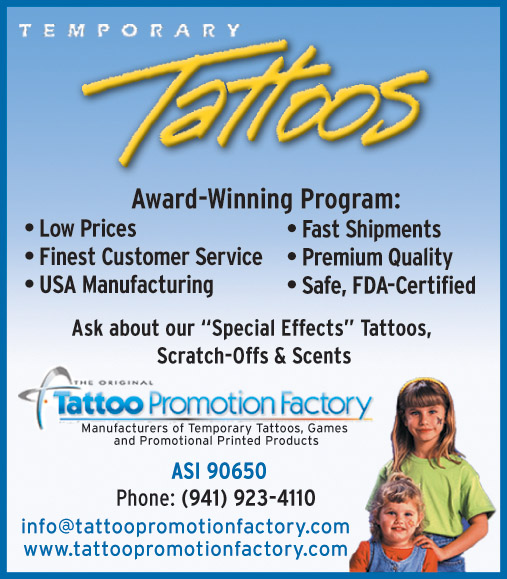 TEMPORARY
Tattoos
Award-Winning Program:
• Low Prices
• Finest Customer Service
• USA Manufacturing
• Fast Shipments
• Premium Quality
• Safe, FDA-Certified
Ask about our “Special Effects” Tattoos,
Scratch-Offs & Scents
THE ORIGINAL
Tattoo Promotion Factory
Manufacturers of Temporary Tattoos, Games
and Promotional Printed Products
ASI 90650
Phone: (941) 923-4110
info@tattoopromotionfactory.com
www.tattoopromotionfactory.com